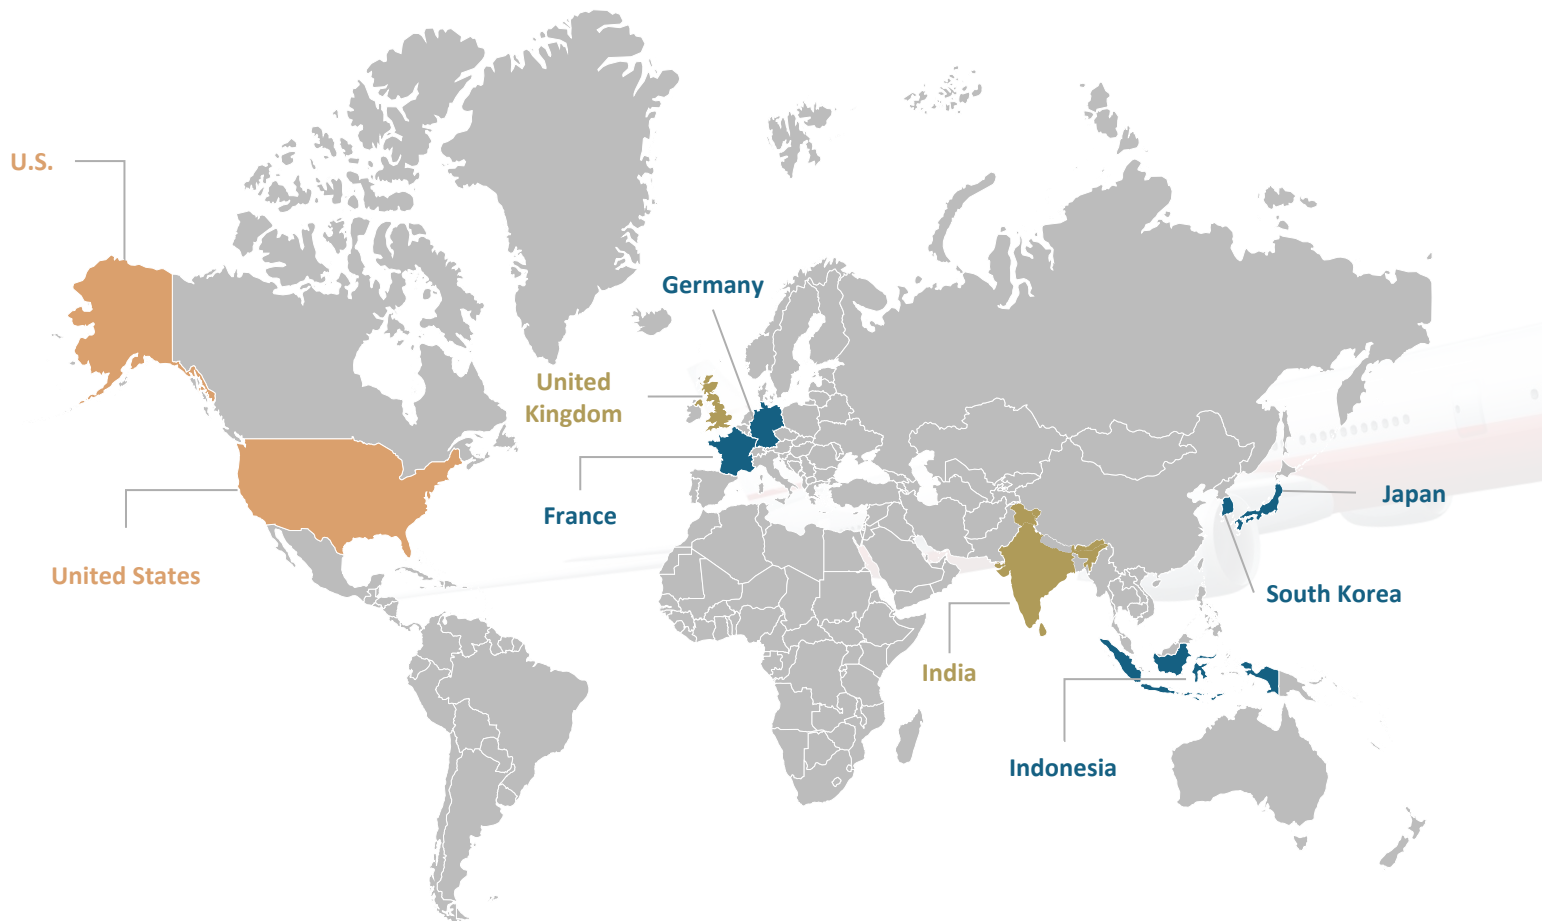 U.S.
Germany
United
Kingdom
Japan
France
United States
South Korea
India
Indonesia